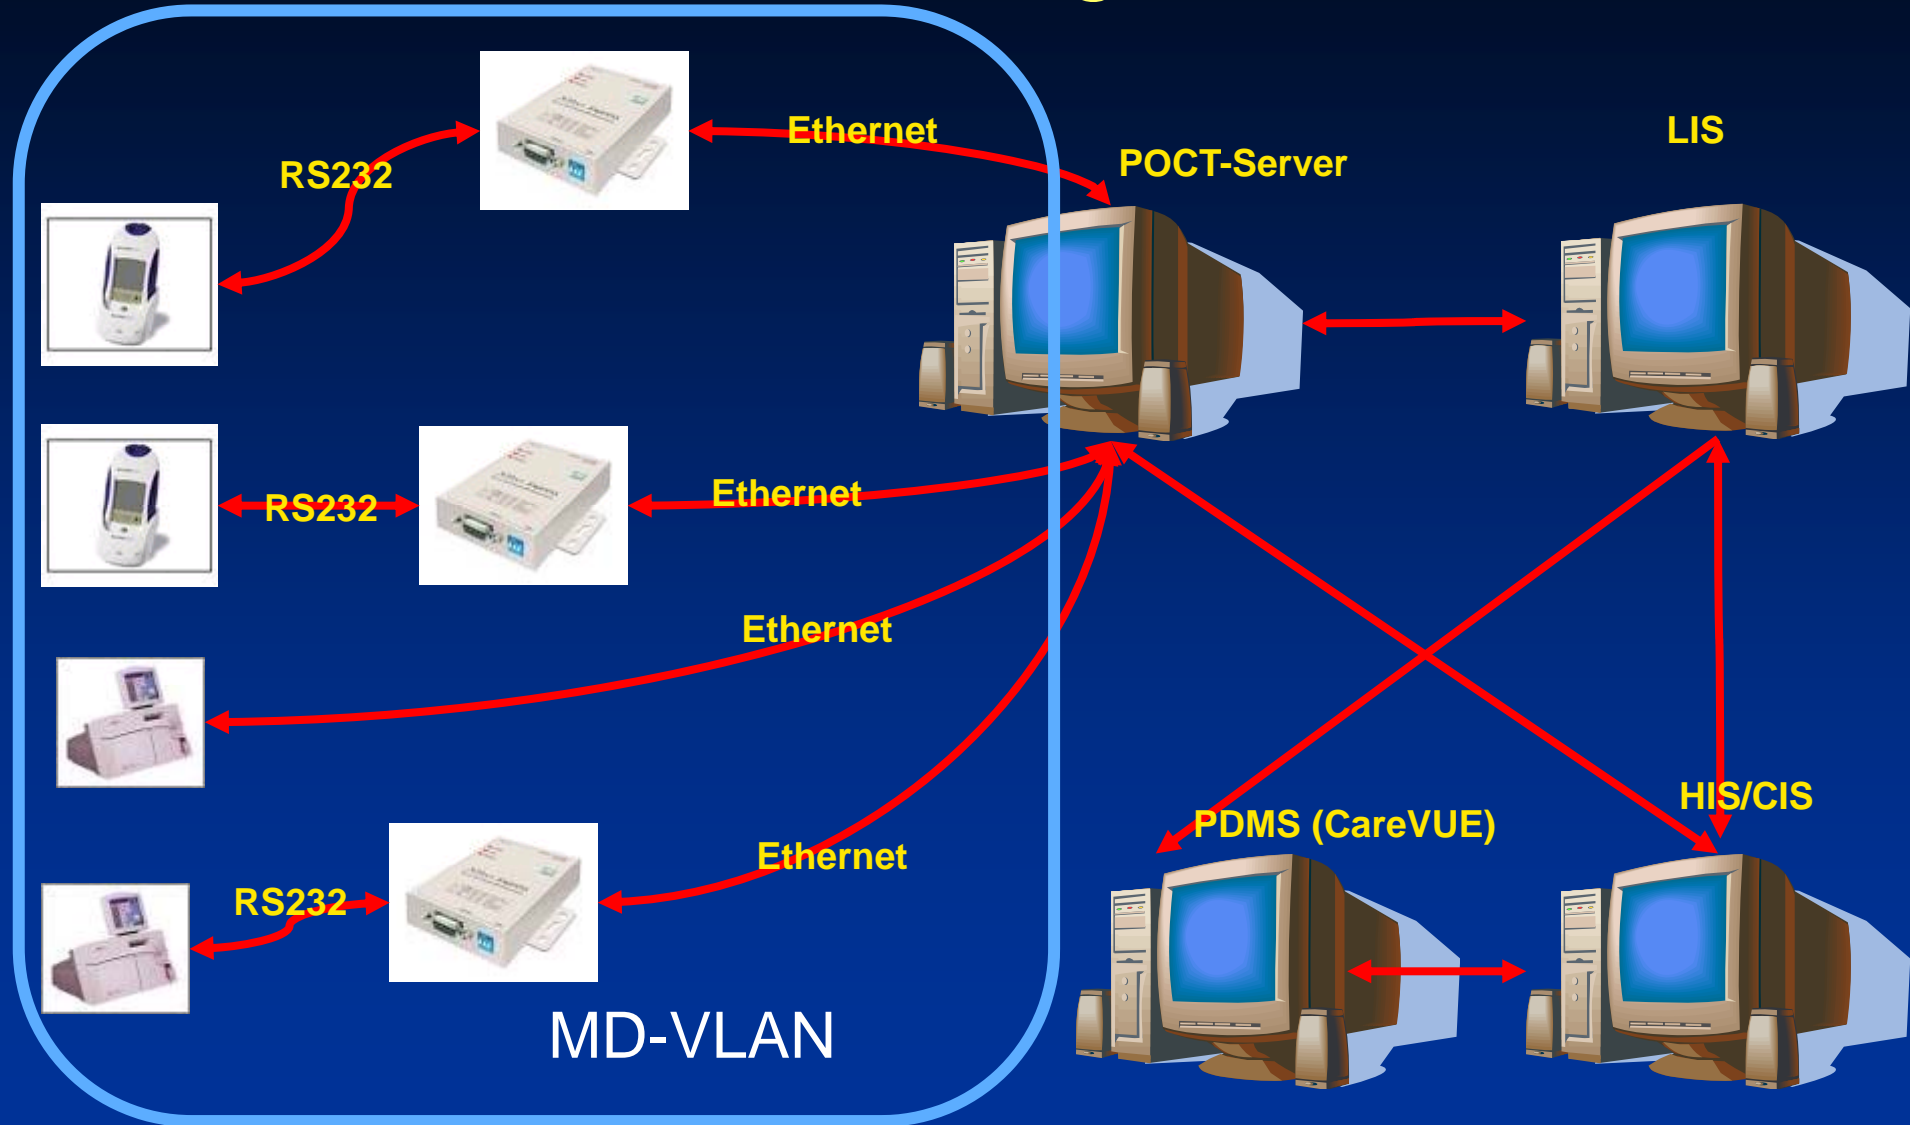 Ethernet
LIS
POCT-Server
RS232
Ethernet
RS232
Ethernet
HIS/CIS
PDMS (CareVUE)
Ethernet
RS232
MD-VLAN